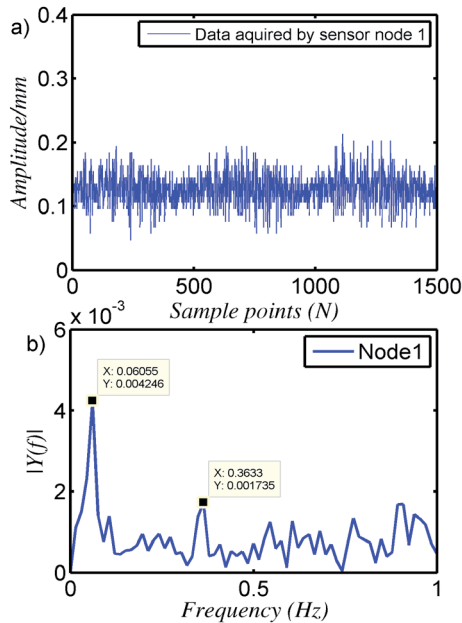 a)
0.4
Data aquired by sensor node 1
0.3
Amplitude/mm
0.2
0.1
0
0 500 1000 1500
Sample points (N)
x 10^-3
b)
6
Node1
X: 0.06055
Y: 0.004246
4
|Y(f)|
X: 0.3633
Y: 0.001735
2
0
0 0.5 1
Frequency (Hz)